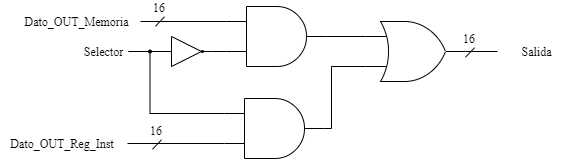 16
Dato_OUT_Memoria
16
Selector
Salida
16
Dato_OUT_Reg_Inst